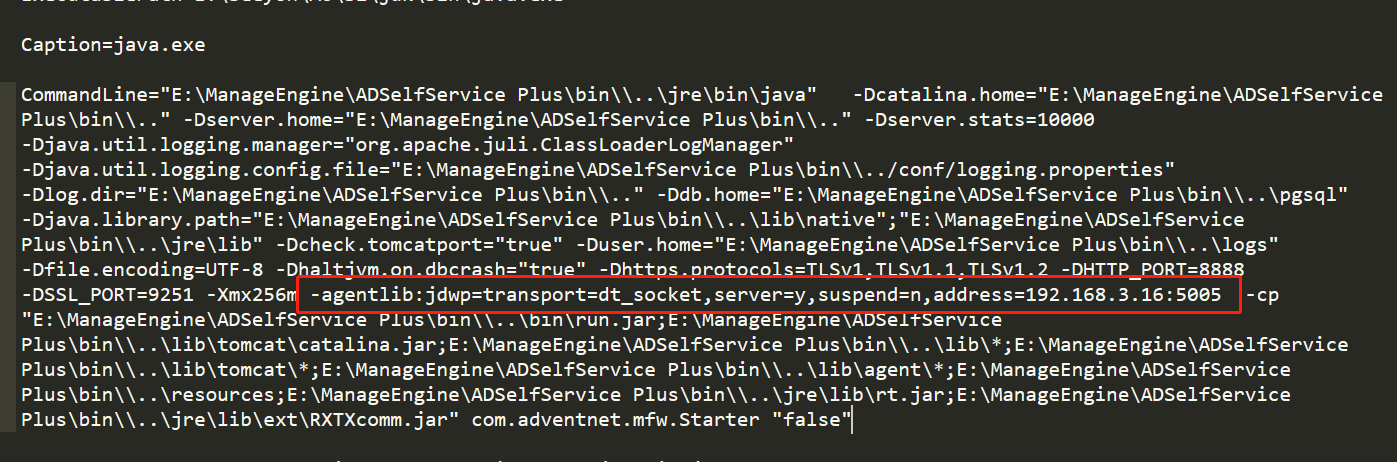 Caption=java.exe
CommandLine="E:\ManageEngine\ADSelfService Plus\bin\\..\jre\bin\java"   -Dcatalina.home="E:\ManageEngine\ADSelfService
Plus\bin\\.." -Dserver.home="E:\ManageEngine\ADSelfService Plus\bin\\.." -Dserver.stats=10000
-Djava.util.logging.manager="org.apache.juli.ClassLoaderLogManager"
-Djava.util.logging.config.file="E:\ManageEngine\ADSelfService Plus\bin\\../conf/logging.properties"
-Dlog.dir="E:\ManageEngine\ADSelfService Plus\bin\\.." -Ddb.home="E:\ManageEngine\ADSelfService Plus\bin\\..\pgsql"
-Djava.library.path="E:\ManageEngine\ADSelfService Plus\bin\\..\lib\native";"E:\ManageEngine\ADSelfService
Plus\bin\\..\jre\lib" -Dcheck.tomcatport="true" -Duser.home="E:\ManageEngine\ADSelfService Plus\bin\\..\logs"
-Dfile.encoding=UTF-8 -Dhaltjvm.on.dbcrash="true" -Dhttps.protocols=TLSv1,TLSv1.1,TLSv1.2 -DHTTP_PORT=8888
-DSSL_PORT=9251 -Xmx256m -agentlib:jdwp=transport=dt_socket,server=y,suspend=n,address=192.168.3.16:5005  -cp
"E:\ManageEngine\ADSelfService Plus\bin\\..\bin\run.jar;E:\ManageEngine\ADSelfService
Plus\bin\\..\lib\tomcat\catalina.jar;E:\ManageEngine\ADSelfService Plus\bin\\..\lib\*;E:\ManageEngine\ADSelfService
Plus\bin\\..\lib\tomcat\*;E:\ManageEngine\ADSelfService Plus\bin\\..\lib\agent\*;E:\ManageEngine\ADSelfService
Plus\bin\\..\resources;E:\ManageEngine\ADSelfService Plus\bin\\..\jre\lib\rt.jar;E:\ManageEngine\ADSelfService
Plus\bin\\..\jre\lib\ext\RXTXcomm.jar" com.adventnet.mfw.Starter "false"